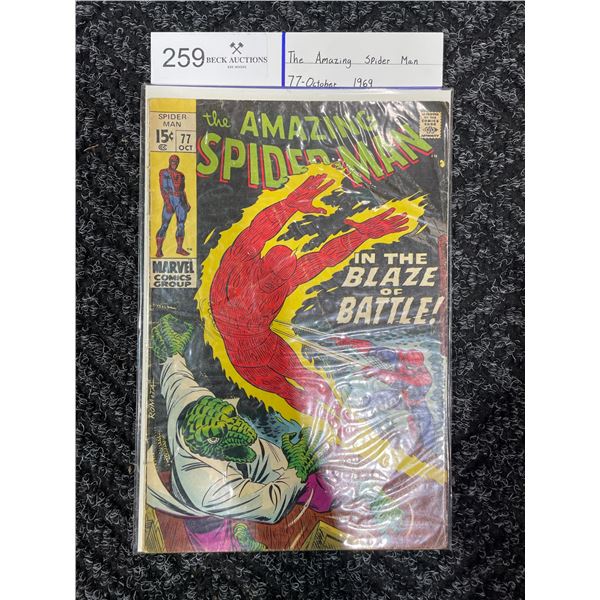 259
BECK AUCTIONS
The Amazing Spider Man
77-October 1969
SPIDER-
MAN
15¢
77
OCT
the AMAZING
SPIDER-MAN
MARVEL
COMICS
GROUP
IN THE
BLAZE
OF
BATTLE!
ROMITA